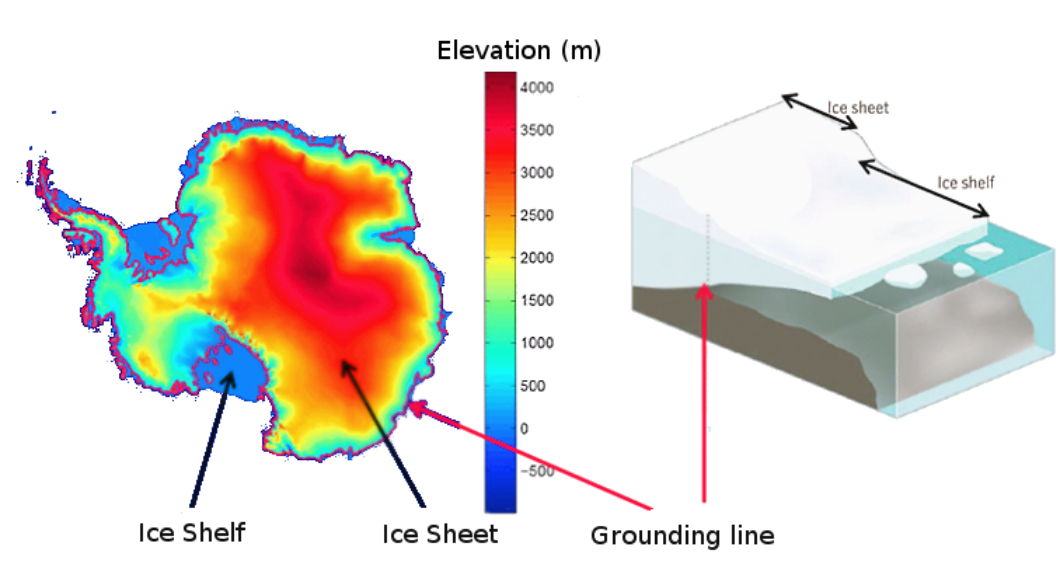 Elevation (m)
4000
3500
3000
2500
2000
1500
1000
500
0
−500
Ice sheet
Ice shelf
Ice Shelf
Ice Sheet
Grounding line